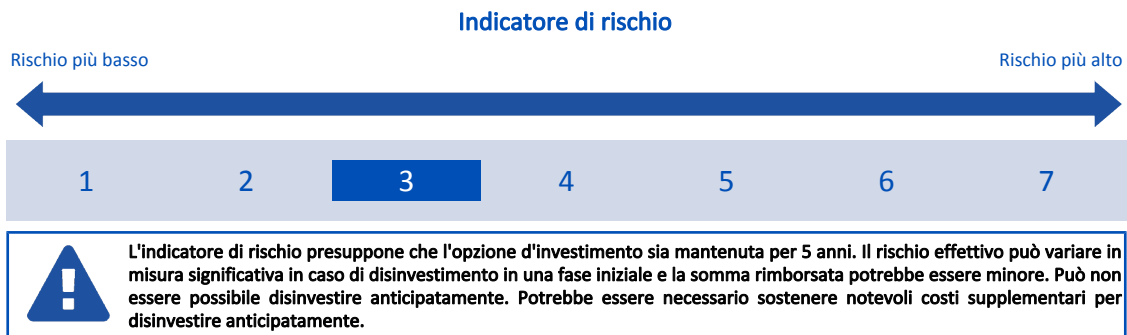 Indicatore di rischio
Rischio più basso
Rischio più alto
1 2 3 4 5 6 7
L'indicatore di rischio presuppone che l'opzione d'investimento sia mantenuta per 5 anni. Il rischio effettivo può variare in
misura significativa in caso di disinvestimento in una fase iniziale e la somma rimborsata potrebbe essere minore. Può non
essere possibile disinvestire anticipatamente. Potrebbe essere necessario sostenere notevoli costi supplementari per
disinvestire anticipatamente.